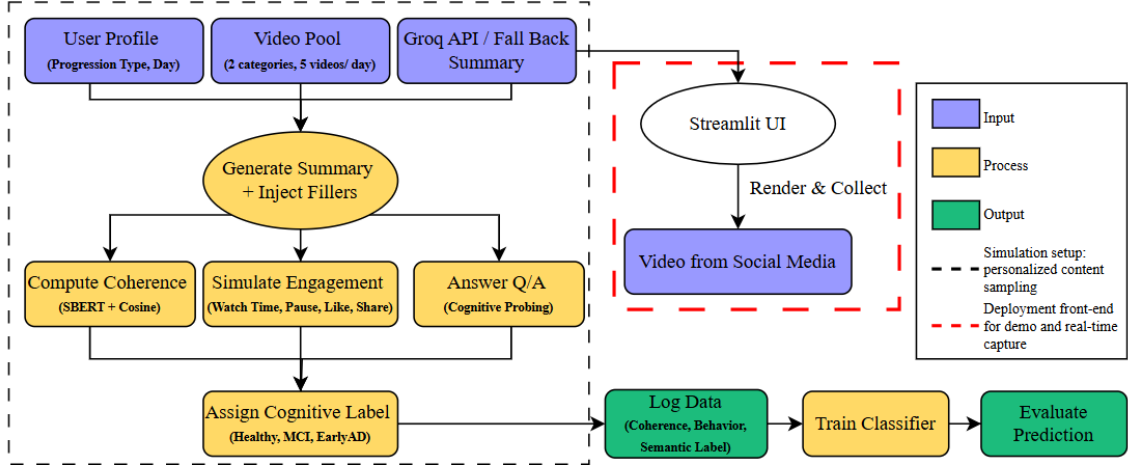 User Profile
(Progression Type, Day)
Video Pool
(2 categories, 5 videos/ day)
Groq API / Fall Back
Summary
Generate Summary
+ Inject Fillers
Compute Coherence
(SBERT + Cosine)
Simulate Engagement
(Watch Time, Pause, Like, Share)
Answer Q/A
(Cognitive Probing)
Assign Cognitive Label
(Healthy, MCI, EarlyAD)
Streamlit UI
Render & Collect
Video from Social Media
Input
Process
Output
Simulation setup:
personalized content
sampling
Deployment front-end
for demo and real-time
capture
Log Data
(Coherence, Behavior,
Semantic Label)
Train Classifier
Evaluate
Prediction